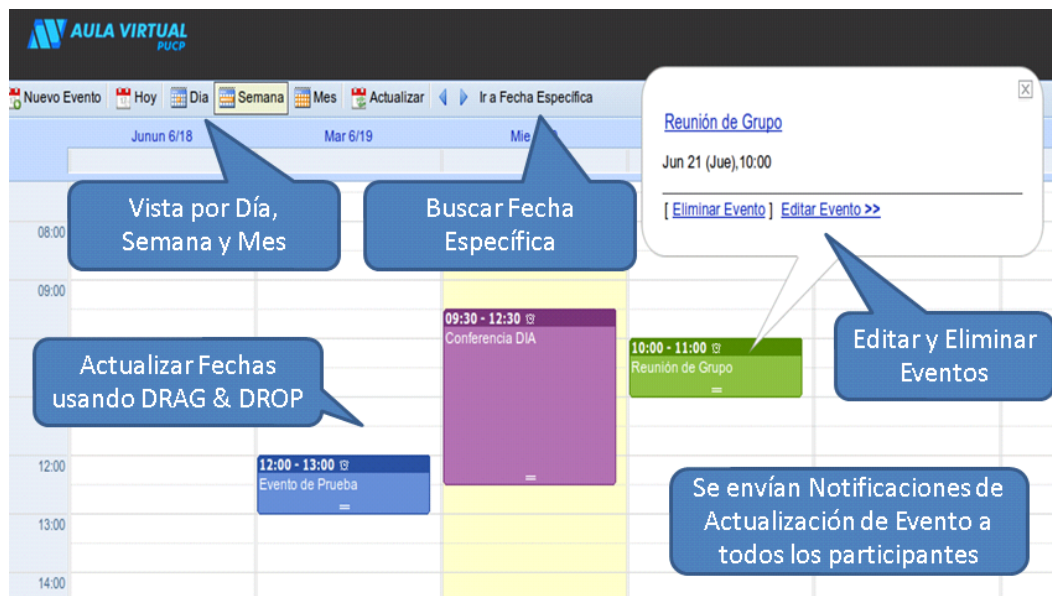 AULA VIRTUAL
PUCP
Nuevo Evento Hoy Dia Semana Mes Actualizar Ir a Fecha Específica
Junun 6/18 Mar 6/19 Mie
Reunión de Grupo
Jun 21 (Jue),10:00
[ Eliminar Evento ] Editar Evento >>
Vista por Día,
Semana y Mes
Buscar Fecha
Específica
08:00
09:00
09:30 - 12:30
Conferencia DIA
10:00 - 11:00
Reunión de Grupo
Editar y Eliminar
Eventos
Actualizar Fechas
usando DRAG & DROP
12:00
12:00 - 13:00
Evento de Prueba
Se envían Notificaciones de
Actualización de Evento a
todos los participantes
13:00
14:00